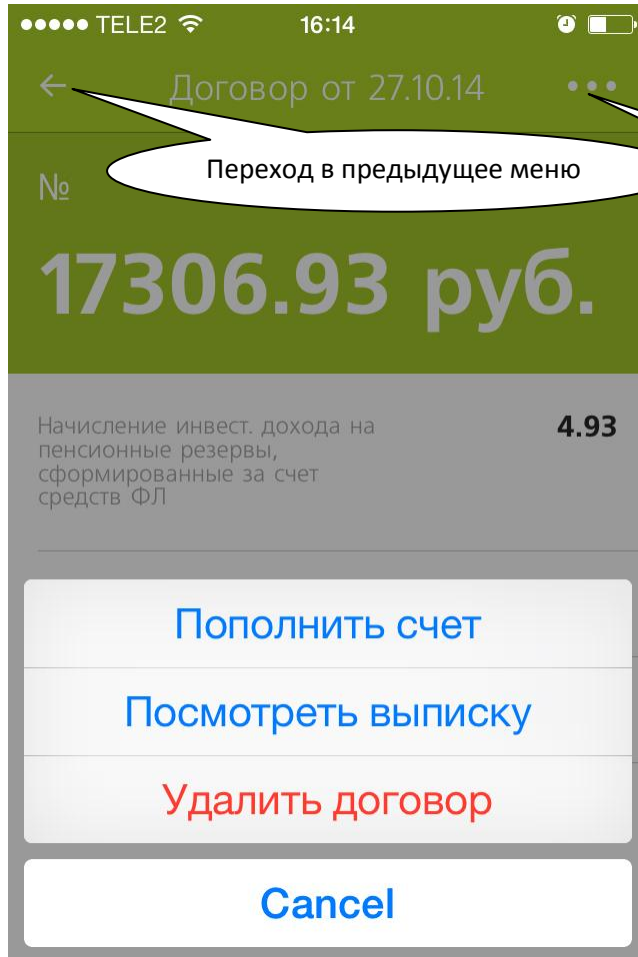 TELE2 16:14
Договор от 27.10.14
Переход в предыдущее меню
№
17306.93 руб.
Начисление инвест. дохода на 4.93
пенсионные резервы,
сформированные за счет
средств ФЛ
Пополнить счет
Посмотреть выписку
Удалить договор
Cancel